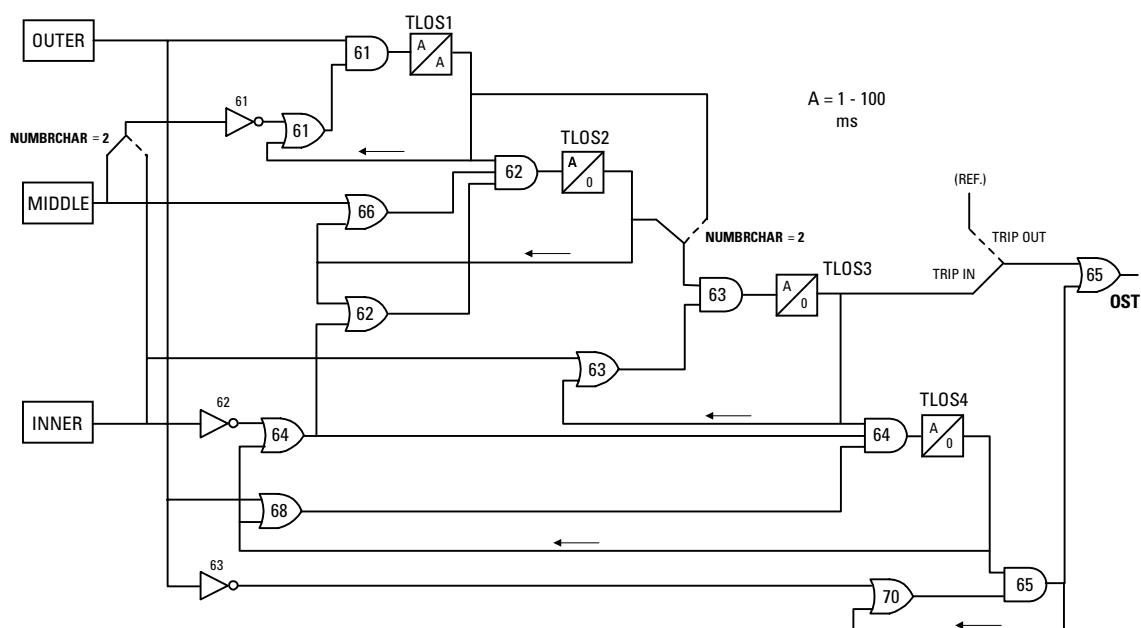 OUTER
61
TLOS1
A
A
61
61
A = 1 - 100
ms
NUMBRCHAR = 2
TLOS2
62
A
0
MIDDLE
66
(REF.)
NUMBRCHAR = 2
TRIP OUT
65
TLOS3
63
A
0
TRIP IN
OST
62
63
INNER
62
64
TLOS4
64
A
0
68
63
70
65